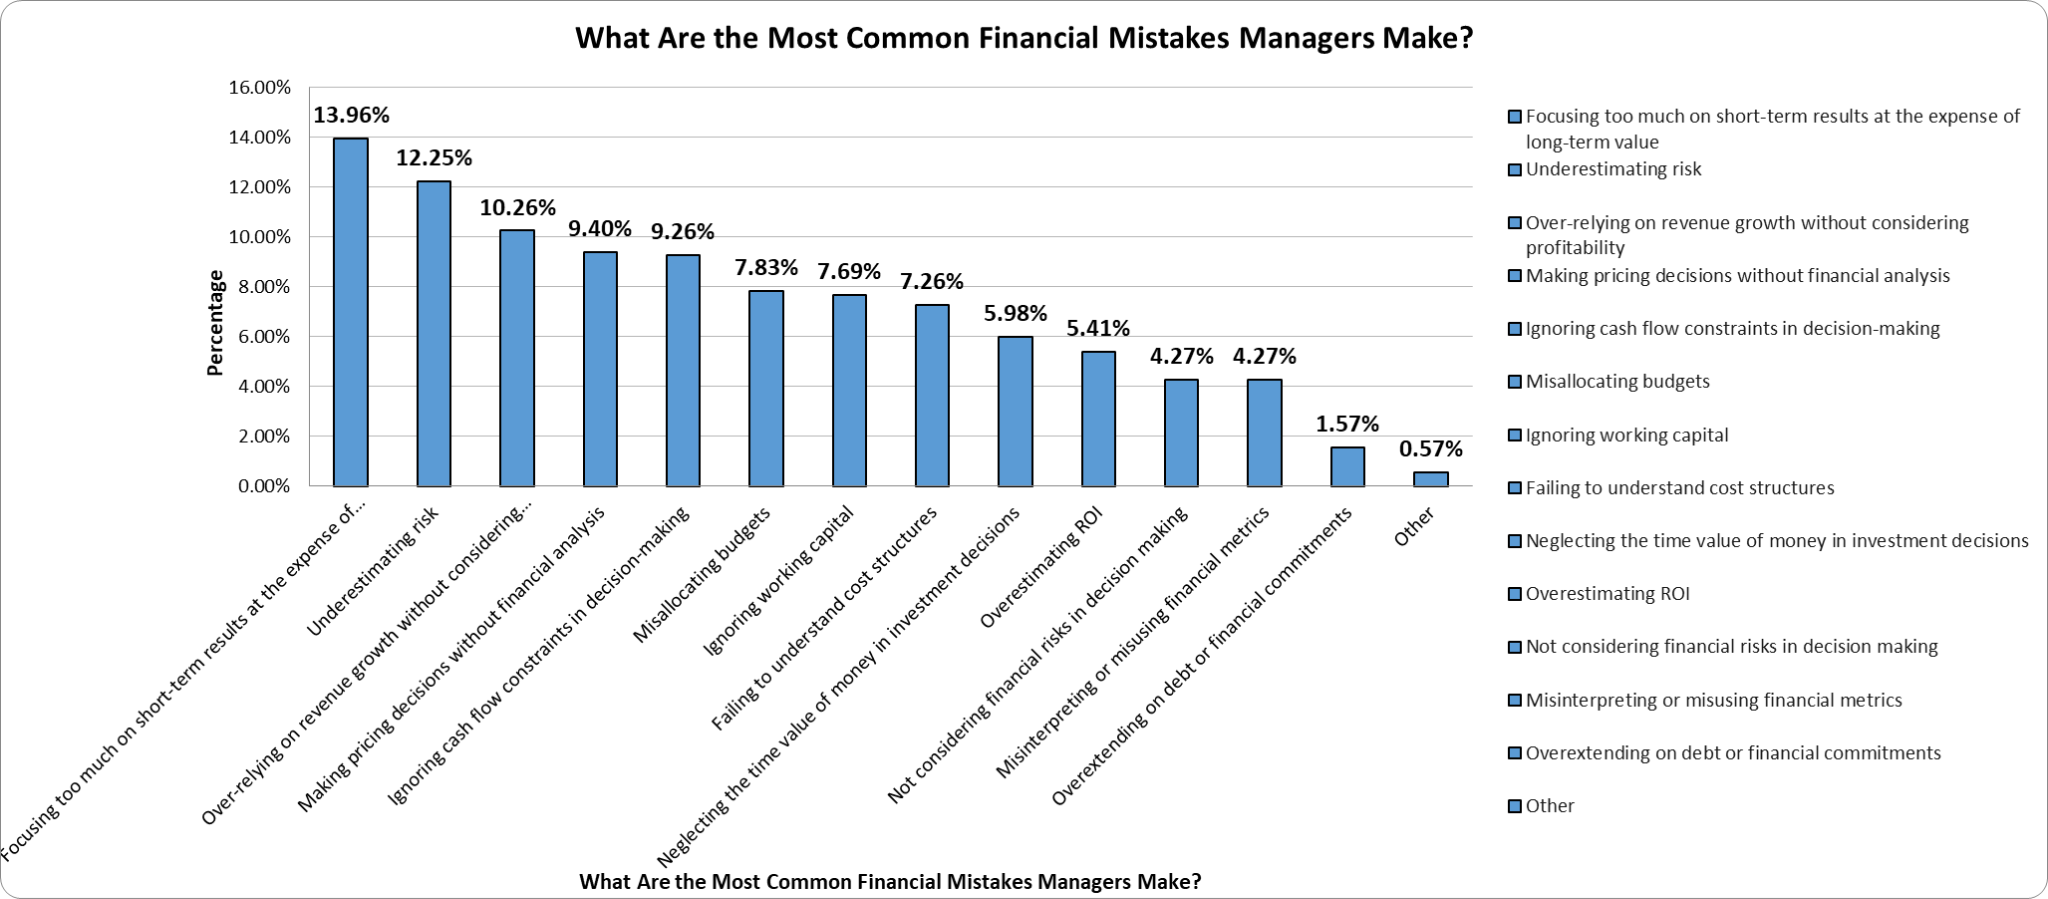 What Are the Most Common Financial Mistakes Managers Make?
Percentage
16.00%
14.00%
12.00%
10.00%
8.00%
6.00%
4.00%
2.00%
0.00%
13.96%
12.25%
10.26%
9.40%
9.26%
7.83%
7.69%
7.26%
5.98%
5.41%
4.27%
4.27%
1.57%
0.57%
Focusing too much on short-term results at the expense of...
Underestimating risk
Over-relying on revenue growth without considering...
Making pricing decisions without financial analysis
Ignoring cash flow constraints in decision-making
Misallocating budgets
Ignoring working capital
Failing to understand cost structures
Neglecting the time value of money in investment decisions
Overestimating ROI
Not considering financial risks in decision making
Misinterpreting or misusing financial metrics
Overextending on debt or financial commitments
Other
What Are the Most Common Financial Mistakes Managers Make?
Focusing too much on short-term results at the expense of
long-term value
Underestimating risk
Over-relying on revenue growth without considering
profitability
Making pricing decisions without financial analysis
Ignoring cash flow constraints in decision-making
Misallocating budgets
Ignoring working capital
Failing to understand cost structures
Neglecting the time value of money in investment decisions
Overestimating ROI
Not considering financial risks in decision making
Misinterpreting or misusing financial metrics
Overextending on debt or financial commitments
Other